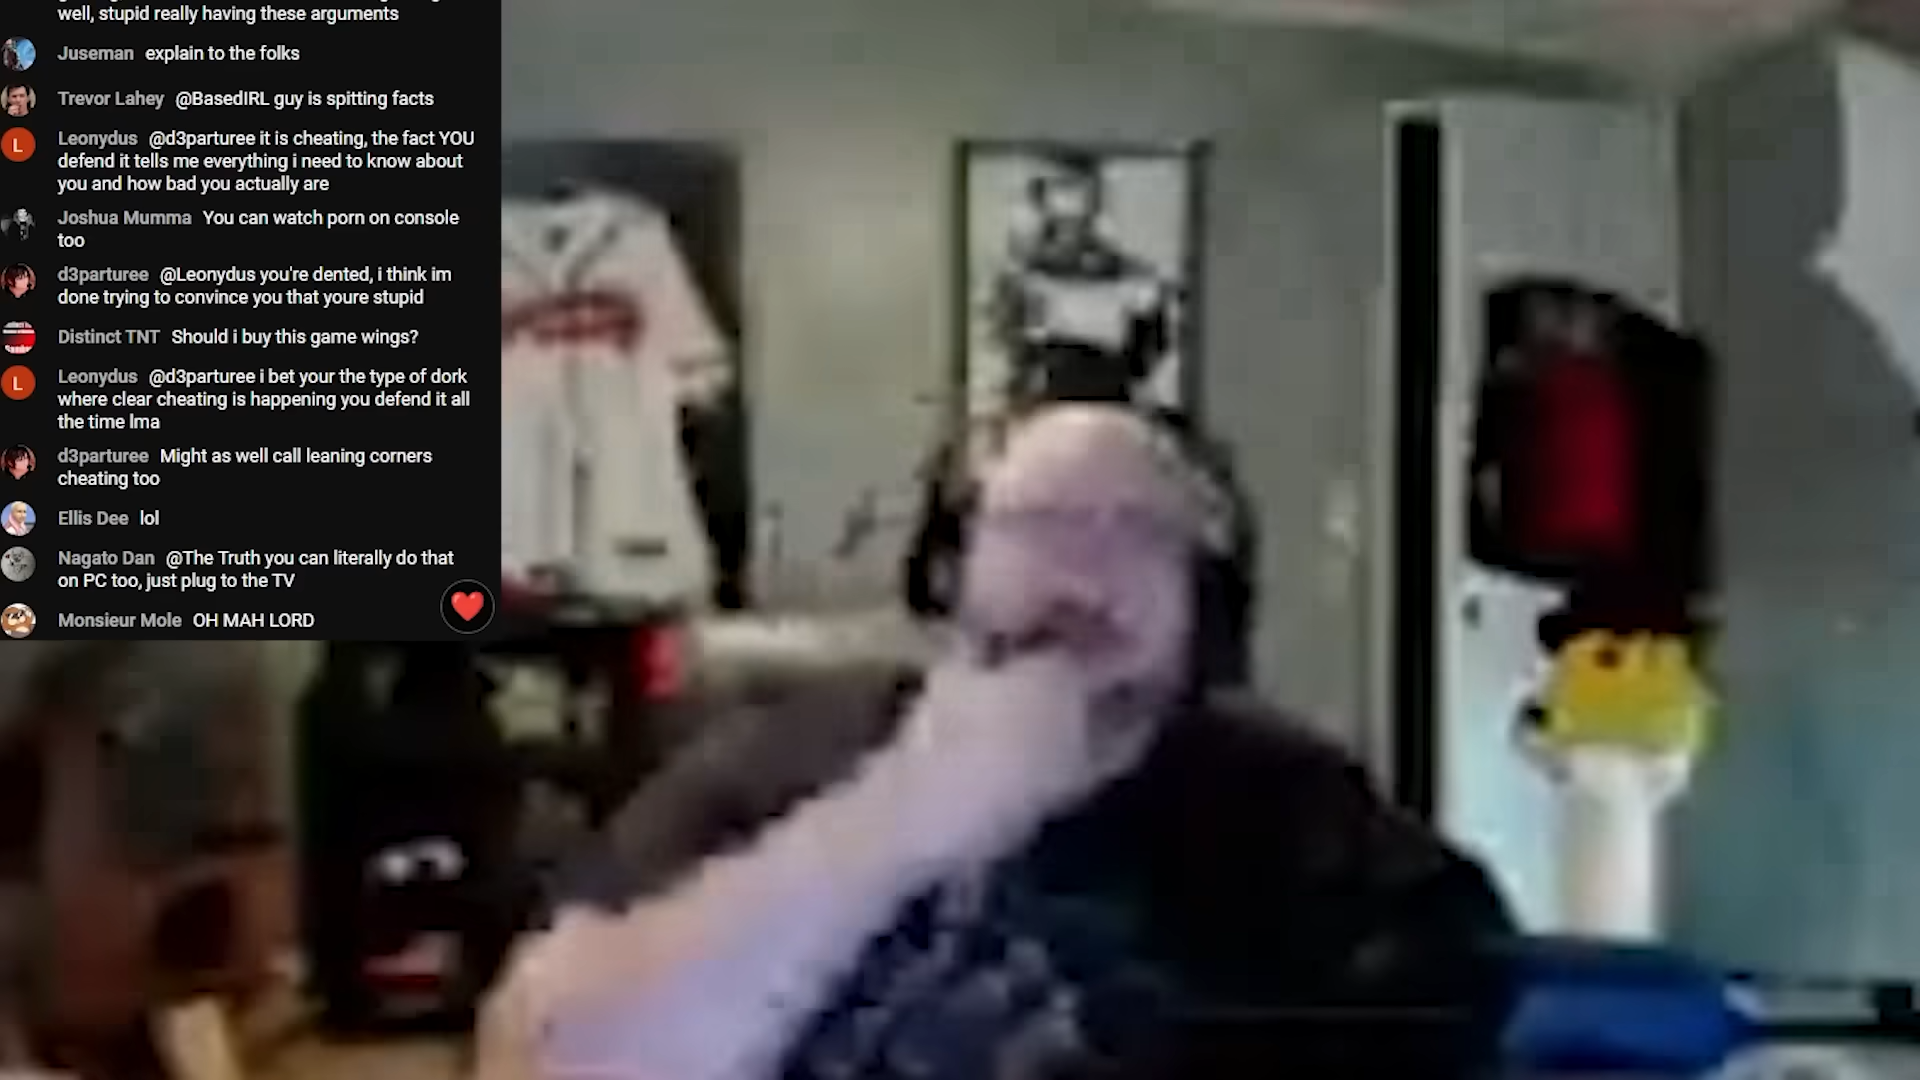 well, stupid really having these arguments
Juseman explain to the folks
Trevor Lahey @BasedIRL guy is spitting facts
Leonydus @d3parturee it is cheating, the fact YOU
defend it tells me everything i need to know about
you and how bad you actually are
Joshua Mumma You can watch porn on console
too
d3parturee @Leonydus you're dented, i think im
done trying to convince you that youre stupid
Distinct TNT Should i buy this game wings?
L
Leonydus @d3parturee i bet your the type of dork
where clear cheating is happening you defend it all
the time lma
d3parturee Might as well call leaning corners
cheating too
Ellis Dee lol
Nagato Dan @The Truth you can literally do that
on PC too, just plug to the TV
Monsieur Mole OH MAH LORD